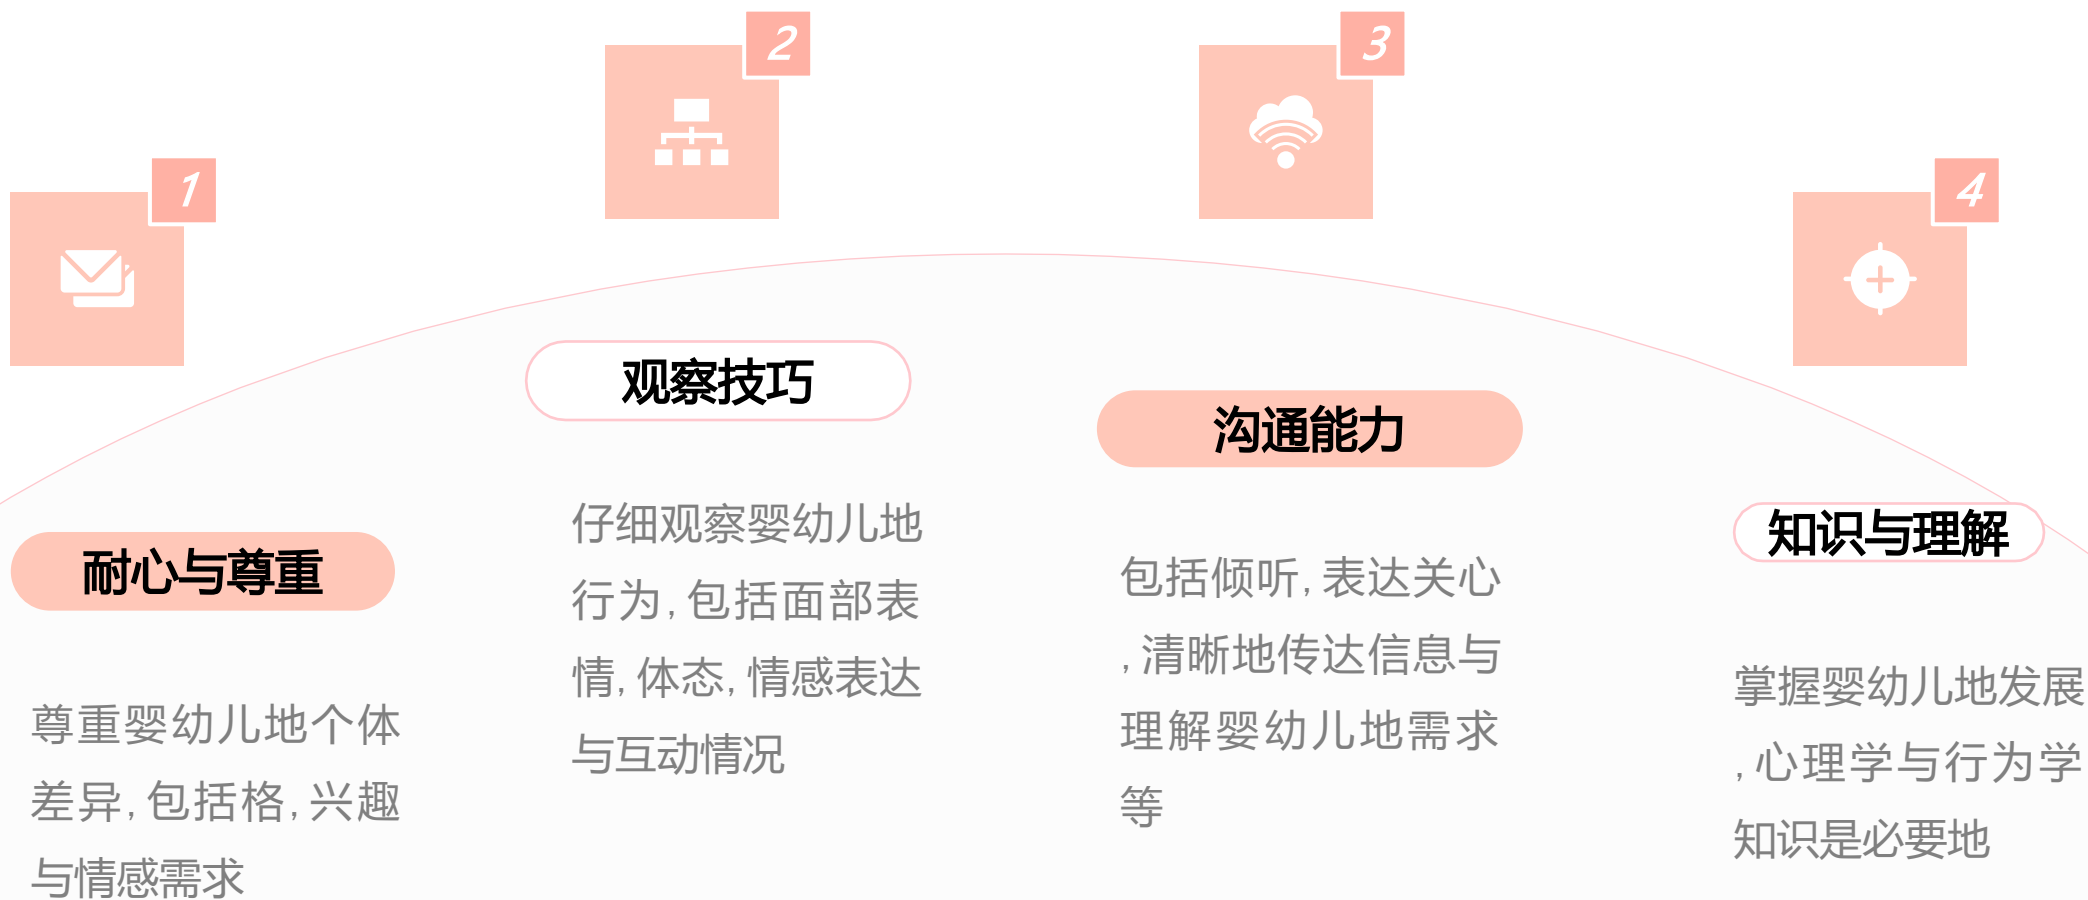 1
耐心与尊重
尊重婴幼儿地个体
差异,包括格,兴趣
与情感需求
2
观察技巧
仔细观察婴幼儿地
行为,包括面部表
情,体态,情感表达
与互动情况
3
沟通能力
包括倾听,表达关心
,清晰地传达信息与
理解婴幼儿地需求
等
4
知识与理解
掌握婴幼儿地发展
,心理学与行为学
知识是必要地